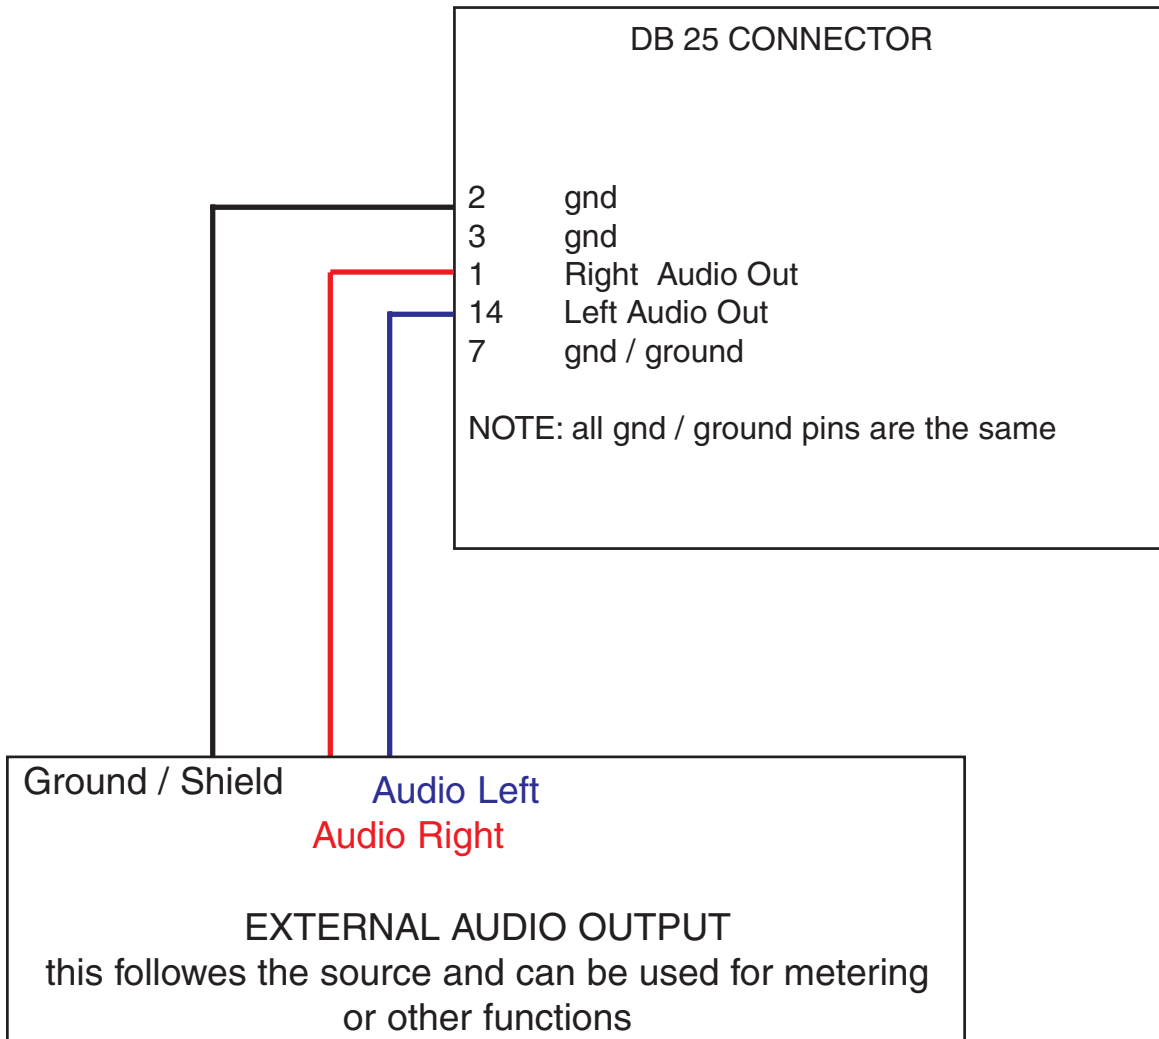 DB 25 CONNECTOR
2 gnd
3 gnd
1 Right Audio Out
14 Left Audio Out
7 gnd / ground
NOTE: all gnd / ground pins are the same
Ground / Shield
Audio Left
Audio Right
EXTERNAL AUDIO OUTPUT
this followes the source and can be used for metering
or other functions